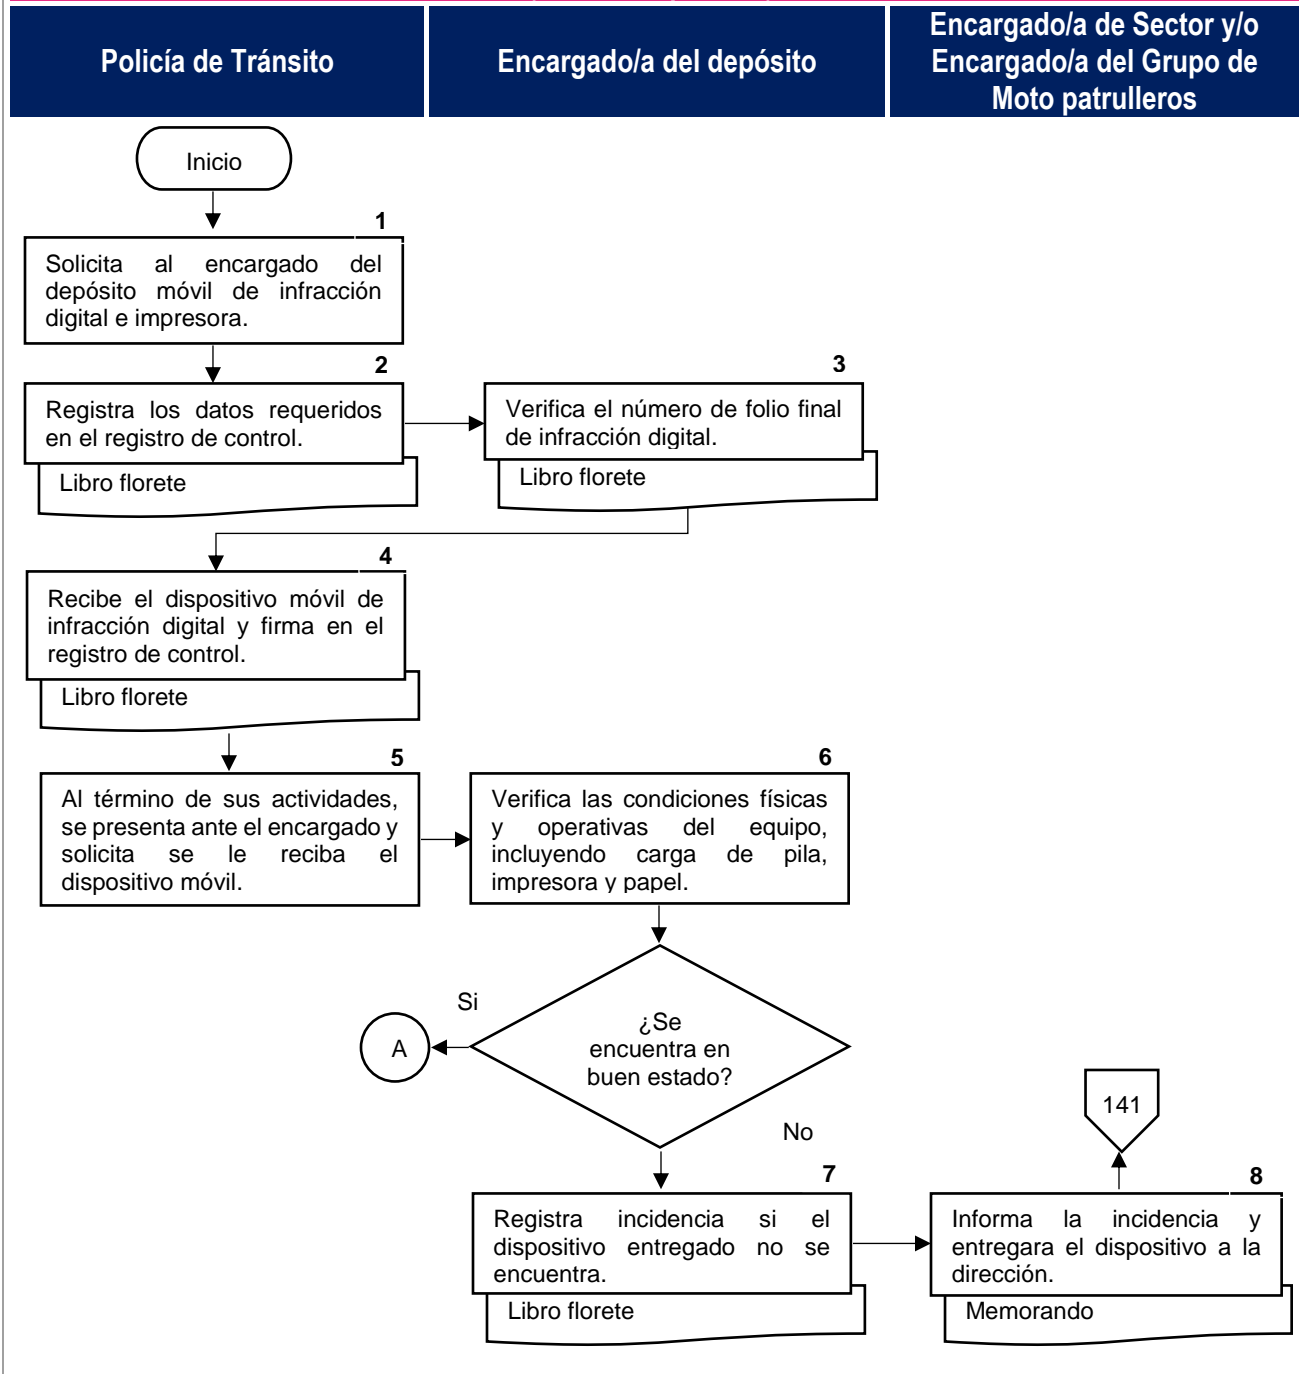 Policía de Tránsito
Encargado/a del depósito
Encargado/a de Sector y/o
Encargado/a del Grupo de
Moto patrulleros
Inicio
1
Solicita al encargado del
depósito móvil de infracción
digital e impresora.
2
Registra los datos requeridos
en el registro de control.
Libro florete
3
Verifica el número de folio final
de infracción digital.
Libro florete
4
Recibe el dispositivo móvil de
infracción digital y firma en el
registro de control.
Libro florete
5
Al término de sus actividades,
se presenta ante el encargado y
solicita se le reciba el
dispositivo móvil.
6
Verifica las condiciones físicas
y operativas del equipo,
incluyendo carga de pila,
impresora y papel.
¿Se
encuentra en
buen estado?
Si
A
No
7
Registra incidencia si el
dispositivo entregado no se
encuentra.
Libro florete
8
Informa la incidencia y
entregara el dispositivo a la
dirección.
Memorando
141